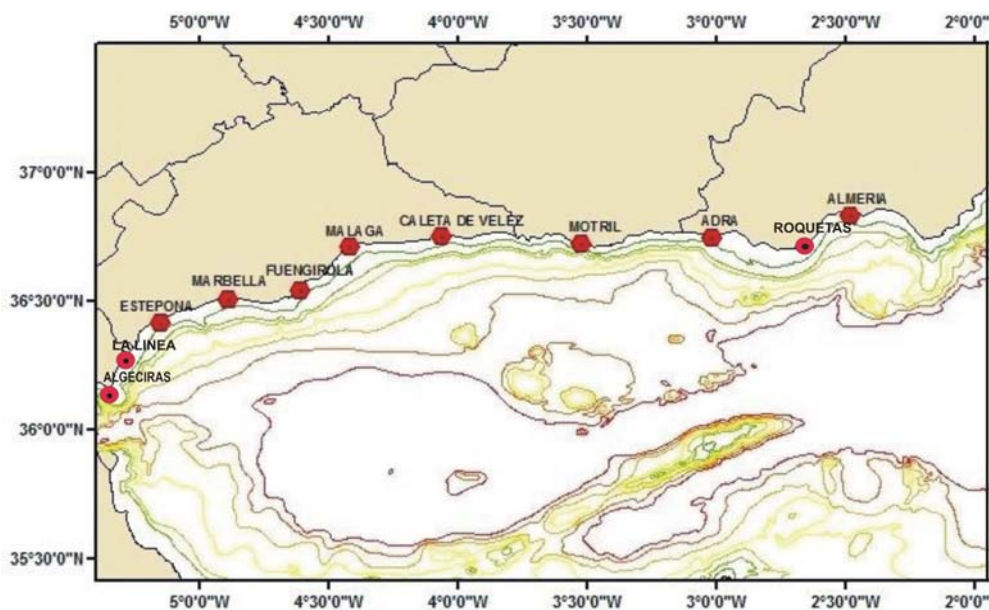 5°0'0"W 4°30'0"W 4°0'0"W 3°30'0"W 3°0'0"W 2°30'0"W 2°0'0"
37°0'0"N
ALMERIA
CALETA DE VELEZ
ADRA
MALAGA
MOTRIL
ROQUETAS
FUENGIROLA
MARBELLA
36°30'0"N
ESTEPONA
LA LINEA
ALGECIRAS
36°0'0"N
35°30'0"N
5°0'0"W 4°30'0"W 4°0'0"W 3°30'0"W 3°0'0"W 2°30'0"W 2°0'0"